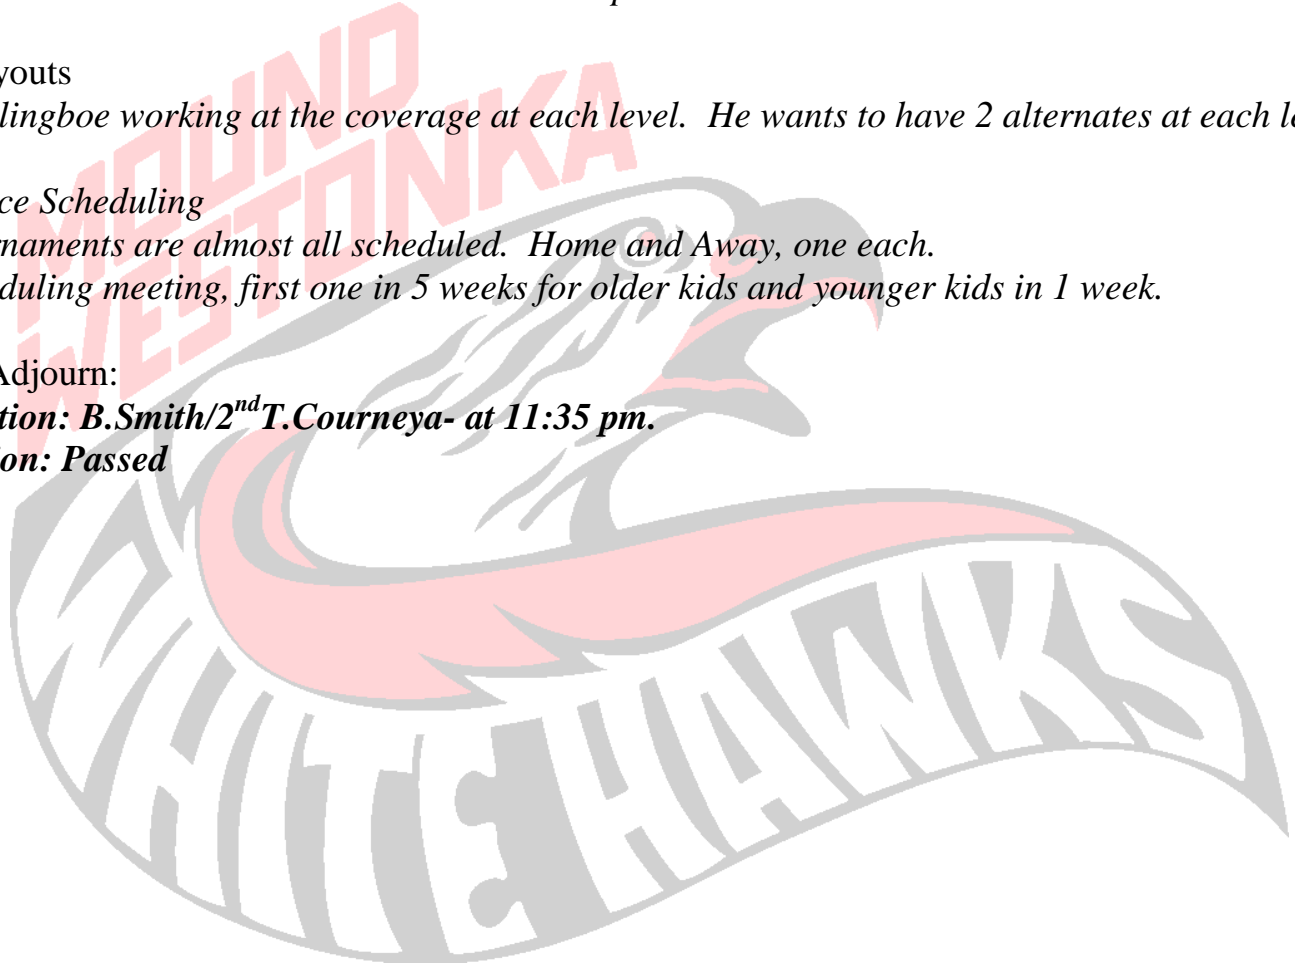 youts
lingboe working at the coverage at each level.  He wants to have 2 alternates at each le
ce Scheduling
rnaments are almost all scheduled.  Home and Away, one each.
duling meeting, first one in 5 weeks for older kids and younger kids in 1 week.
Adjourn:
tion: B.Smith/2nd T.Courneya- at 11:35 pm.
on: Passed
MOUND
WESTONKA
WHITE HAWKS